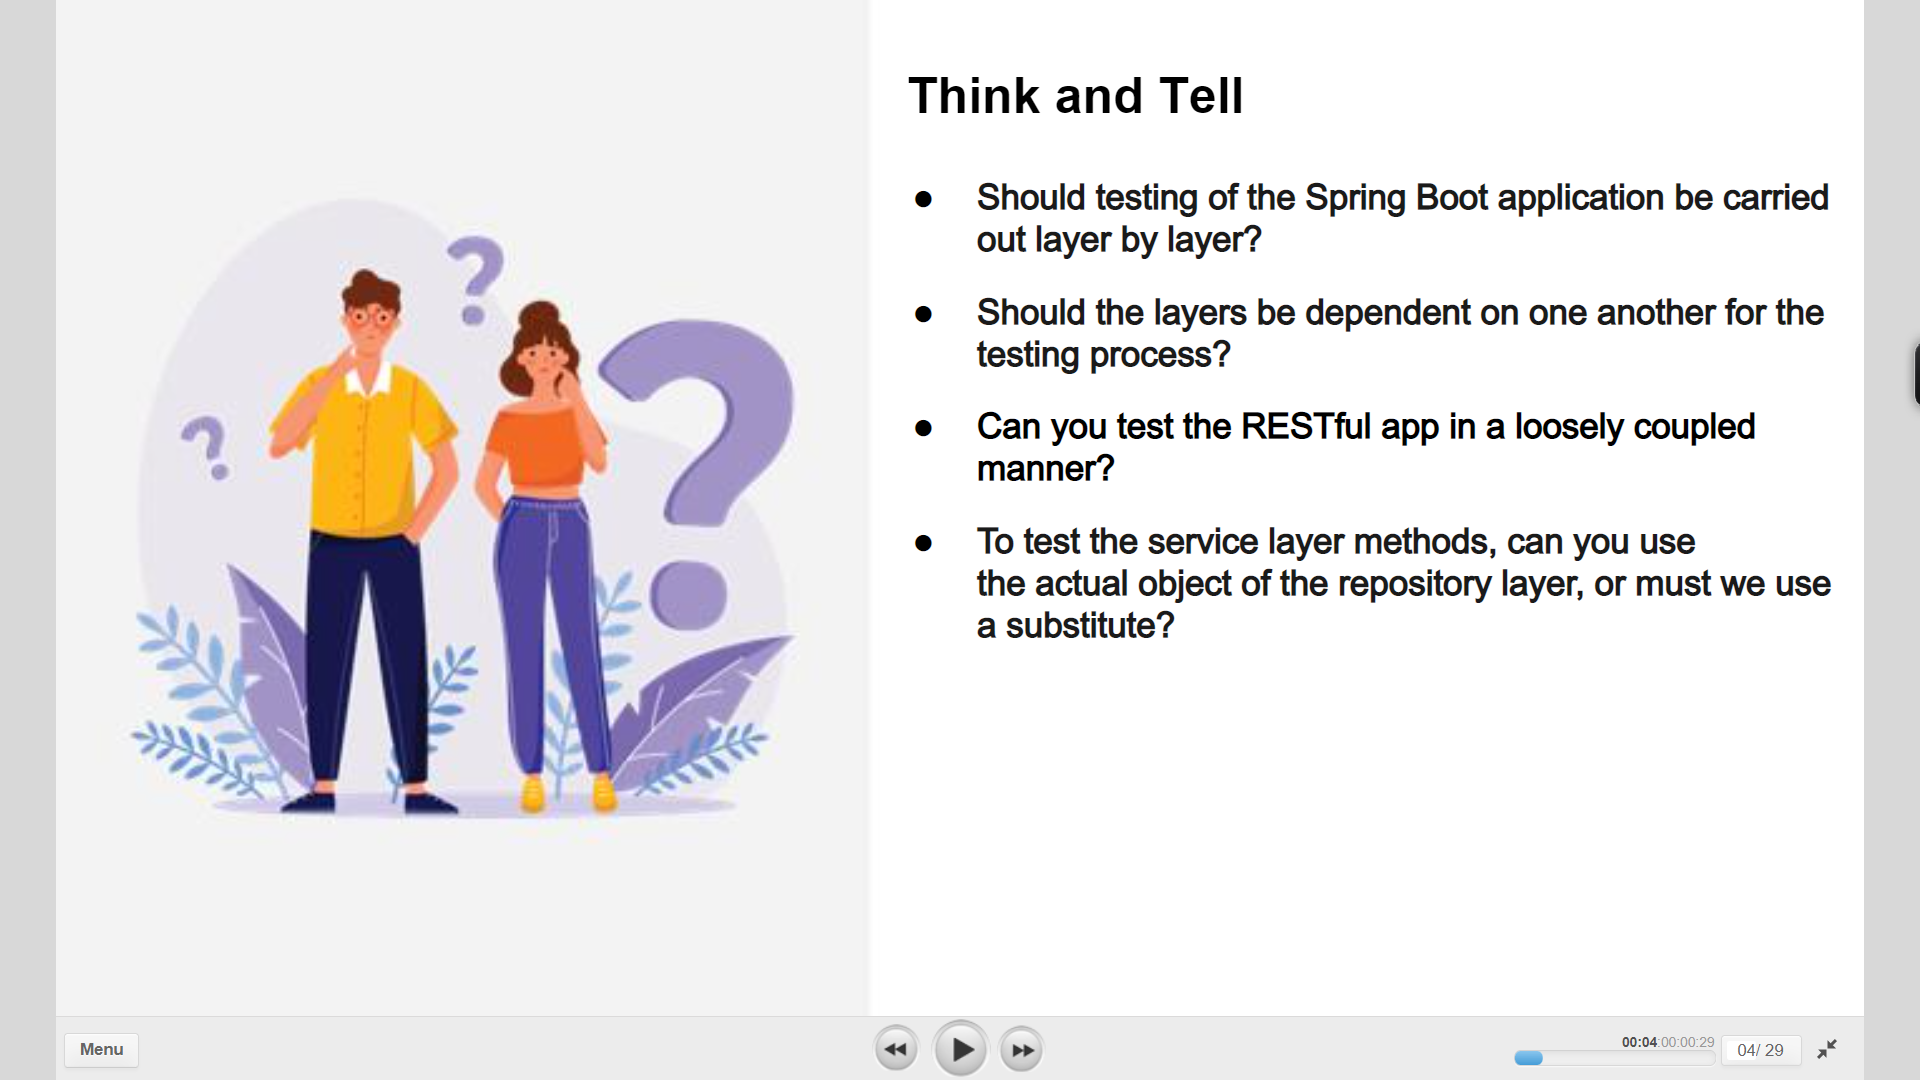 Think and Tell
● Should testing of the Spring Boot application be carried
out layer by layer?
● Should the layers be dependent on one another for the
testing process?
● Can you test the RESTful app in a loosely coupled
manner?
● To test the service layer methods, can you use
the actual object of the repository layer, or must we use
a substitute?
? ? ?
Menu
00:04:00:00:29
04/ 29